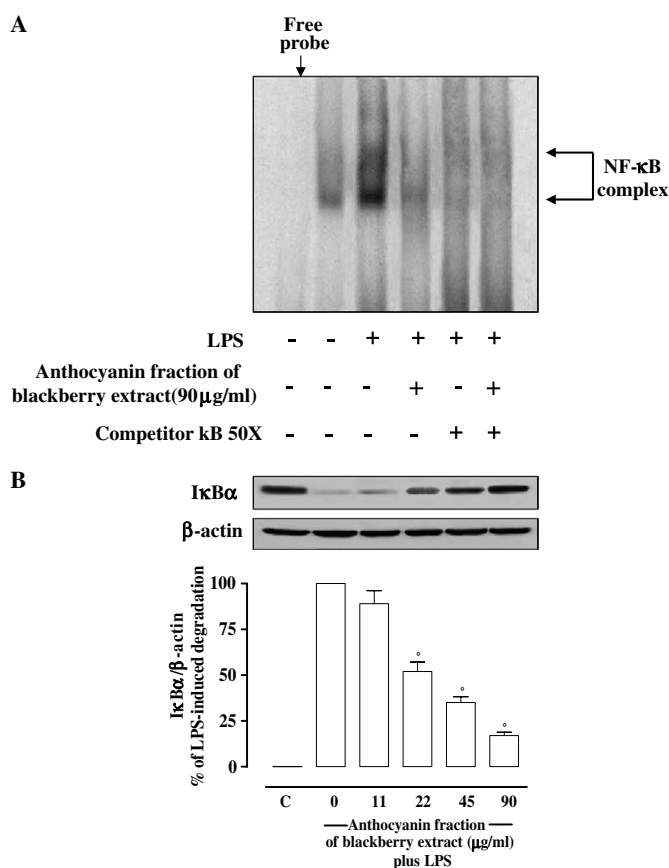 A
Free
probe
NF-κB
complex
LPS - - + + + +
Anthocyanin fraction of
blackberry extract(90μg/ml) - - - + - +
Competitor kB 50X - - - - + +
B
IκBα
β-actin
IκBα/β-actin
% of LPS-induced degradation
100
75
50
25
0
C 0 11 22 45 90
Anthocyanin fraction
of blackberry extract (μg/ml)
plus LPS